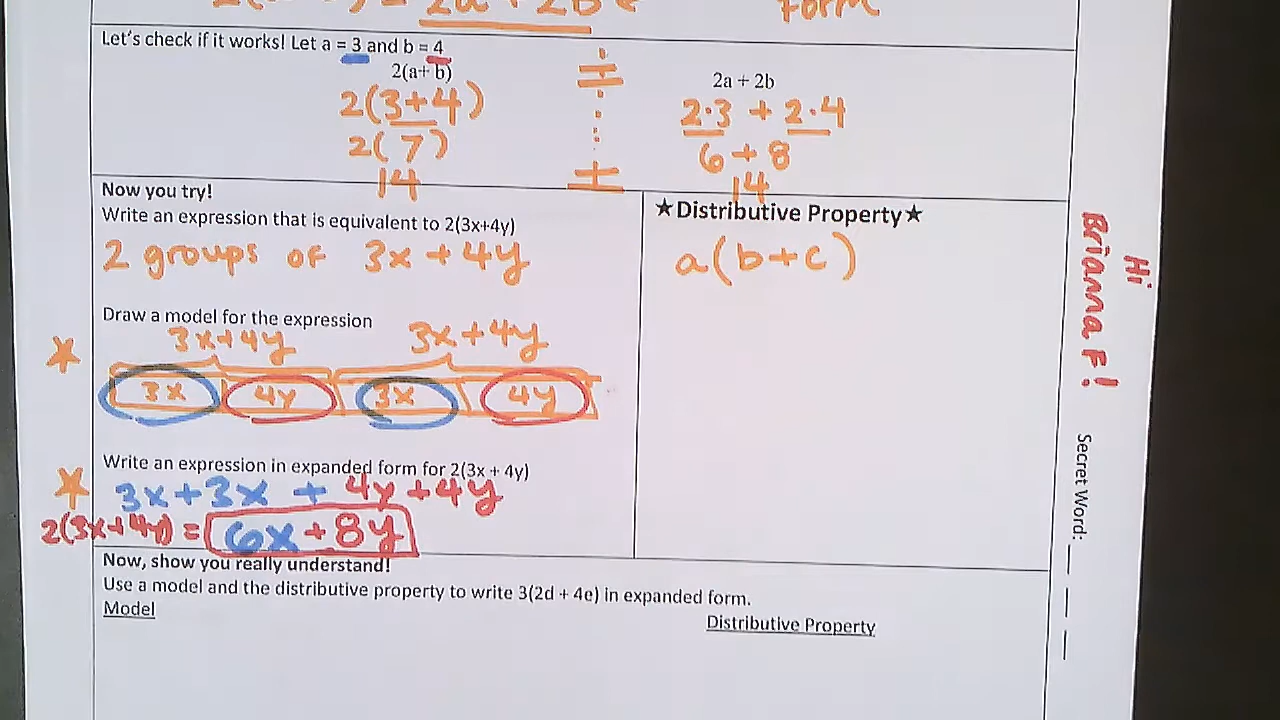 2a + 2b
form
Let's check if it works! Let a = 3 and b = 4
2(a+ b)
2(3+4)
2(7)
14
2a + 2b
2·3 + 2·4
6 + 8
14
Now you try!
Write an expression that is equivalent to 2(3x+4y)
2 groups of 3x + 4y
Draw a model for the expression
3x+4y 3x+4y
3x 4y 3x 4y
Write an expression in expanded form for 2(3x + 4y)
3x+3x + 4y+4y
2(3x+4y) = 6x + 8y
★Distributive Property★
a(b+c)
Now, show you really understand!
Use a model and the distributive property to write 3(2d + 4e) in expanded form.
Model
Distributive Property
Hi
Brianna F!
Secret Word: _ _ _ _